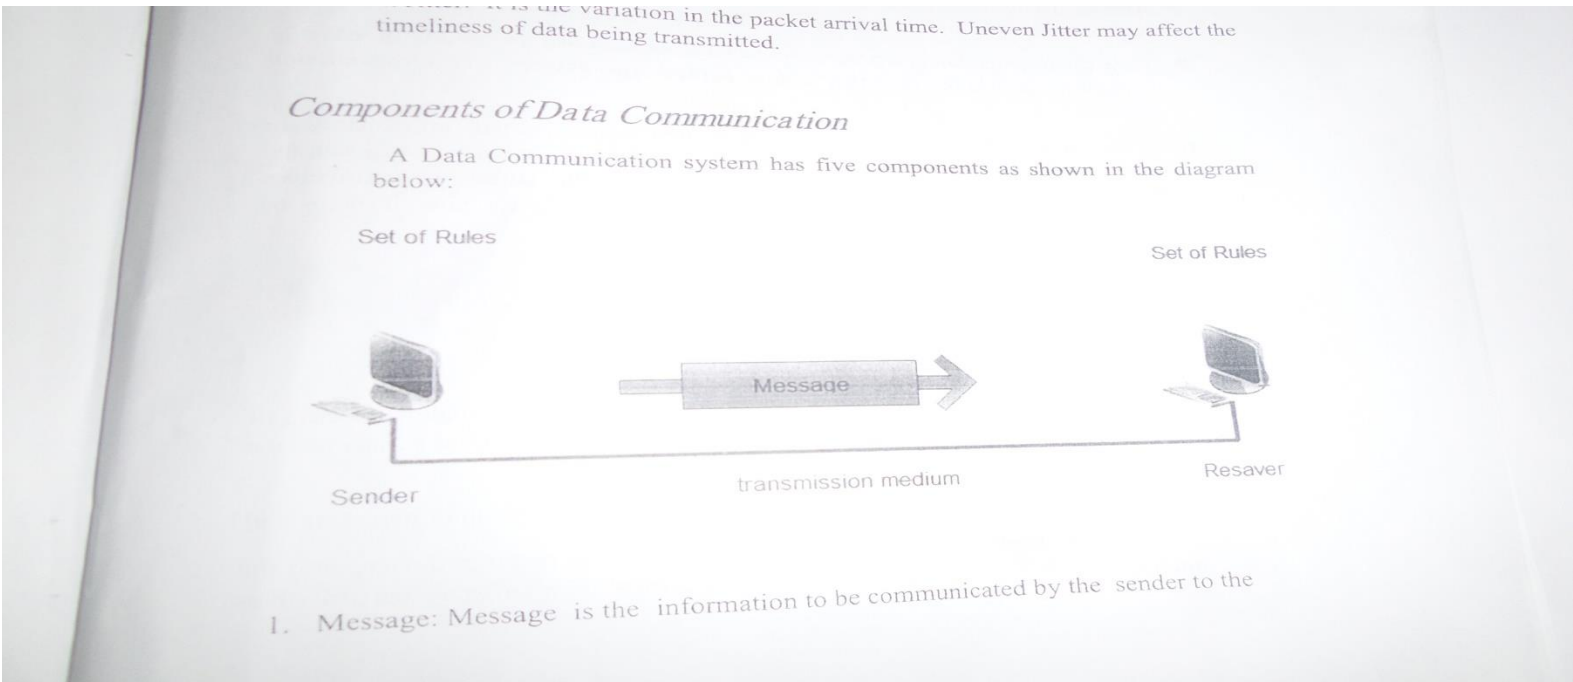 is the variation in the packet arrival time. Uneven Jitter may affect the
timeliness of data being transmitted.
Components of Data Communication
A Data Communication system has five components as shown in the diagram
below:
Set of Rules
Set of Rules
Message
transmission medium
Resaver
Sender
1. Message: Message is the information to be communicated by the sender to the